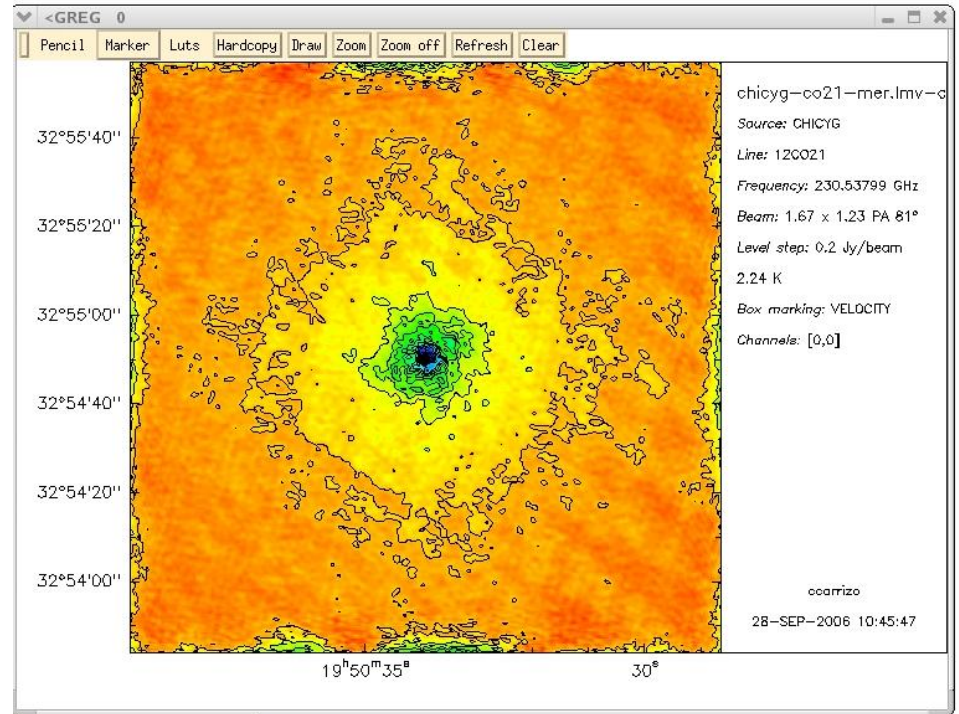 <GREG 0
Pencil Marker Luts Hardcopy Draw Zoom Zoom off Refresh Clear
chicyg-co21-mer.lmv-c
Source: CHICYG
Line: 12CO21
Frequency: 230.53799 GHz
Beam: 1.67 x 1.23 PA 81°
Level step: 0.2 Jy/beam
2.24 K
Box marking: VELOCITY
Channels: [0,0]
32°55'40"
32°55'20"
32°55'00"
32°54'40"
32°54'20"
32°54'00"
19h50m35s 30s
ccarrizo
28-SEP-2006 10:45:47